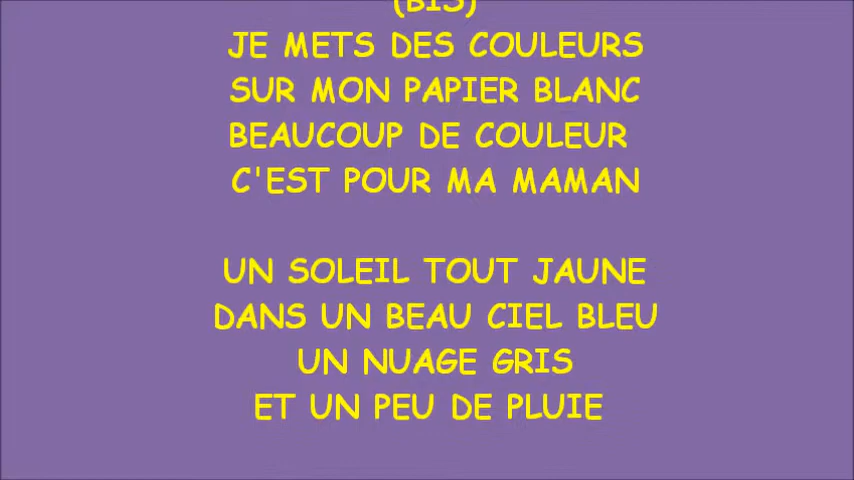 (BIS)
JE METS DES COULEURS
SUR MON PAPIER BLANC
BEAUCOUP DE COULEUR
C'EST POUR MA MAMAN
UN SOLEIL TOUT JAUNE
DANS UN BEAU CIEL BLEU
UN NUAGE GRIS
ET UN PEU DE PLUIE